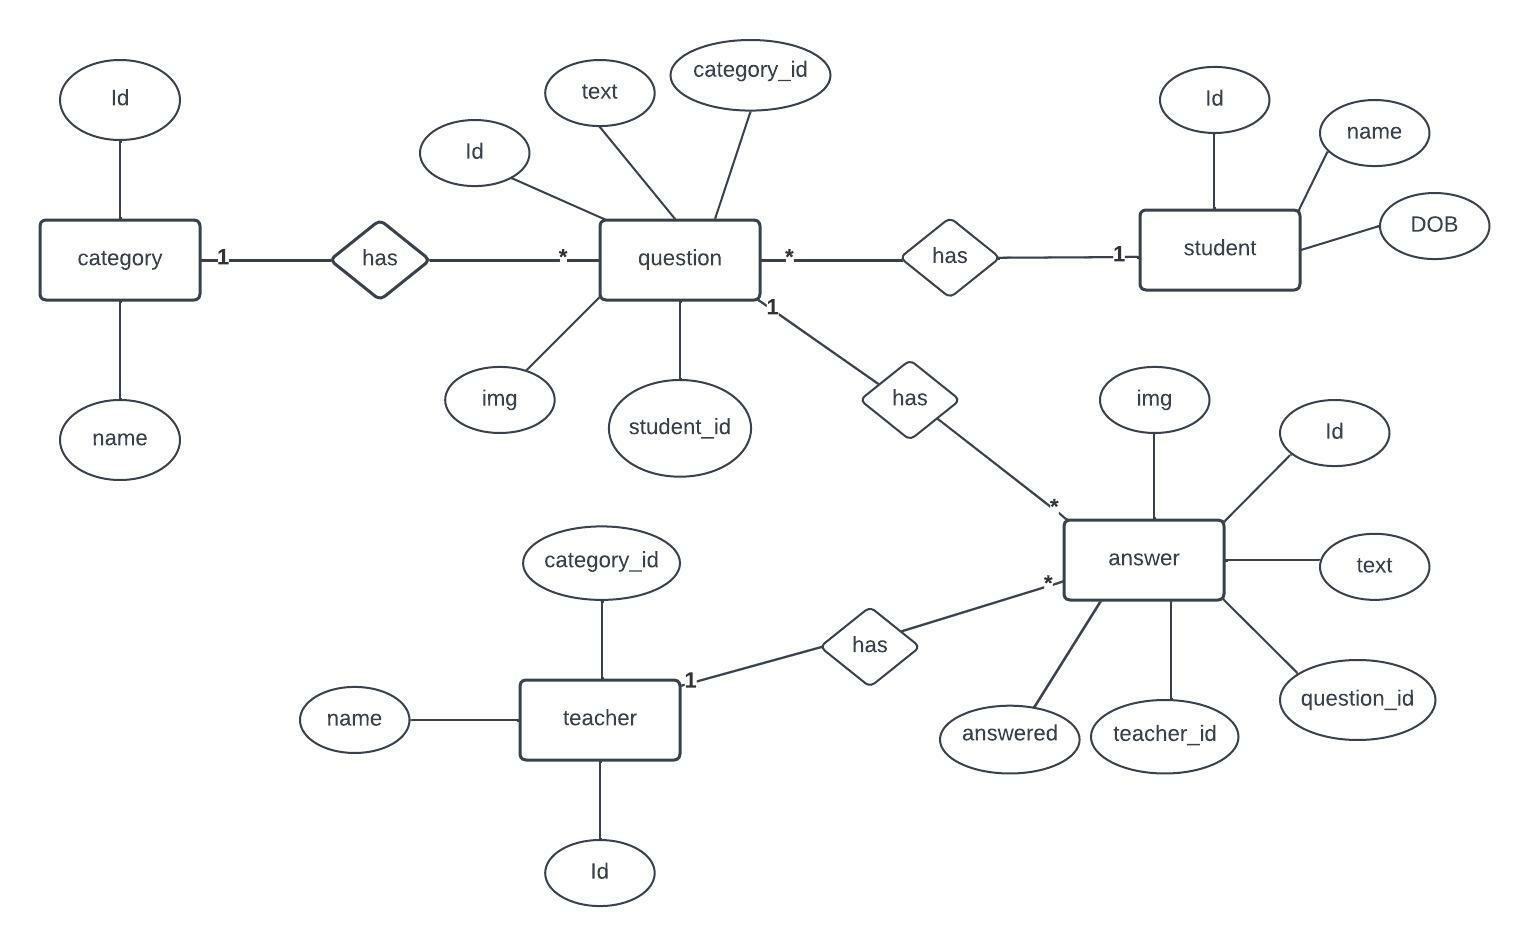 category_id
text
Id
Id
name
Id
DOB
category
1
has
*
question
*
has
1
student
1
img
student_id
name
has
img
Id
*
category_id
answer
text
*
has
1
name
teacher
answered
teacher_id
question_id
Id